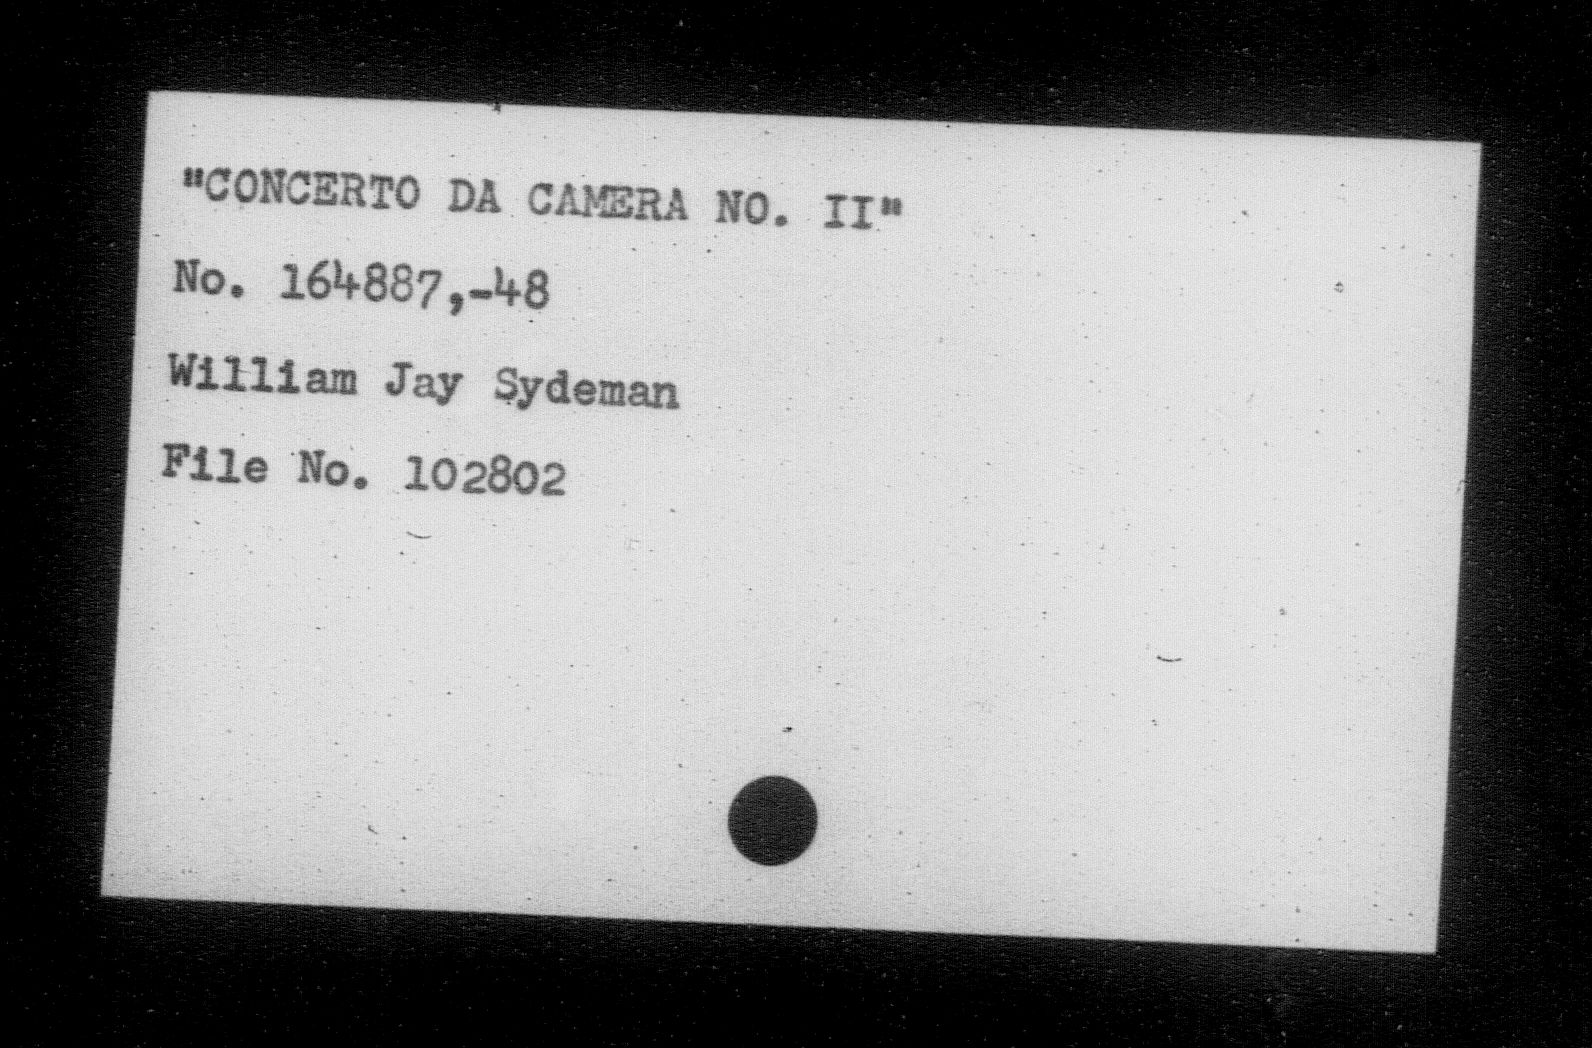 "CONCERTO DA CAMERA NO. II"
No. 164887,-48
William Jay Sydeman
File No. 102802